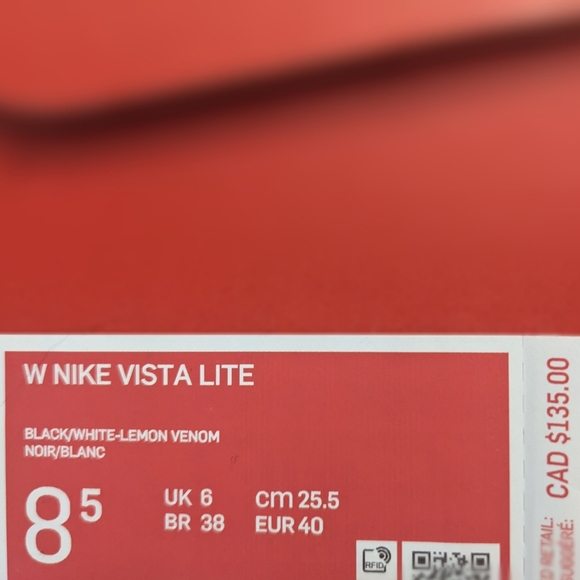 W NIKE VISTA LITE
BLACK/WHITE-LEMON VENOM
NOIR/BLANC
8 5
UK 6
BR 38
cm 25.5
EUR 40
RFID
CAD $135.00
RETAIL: